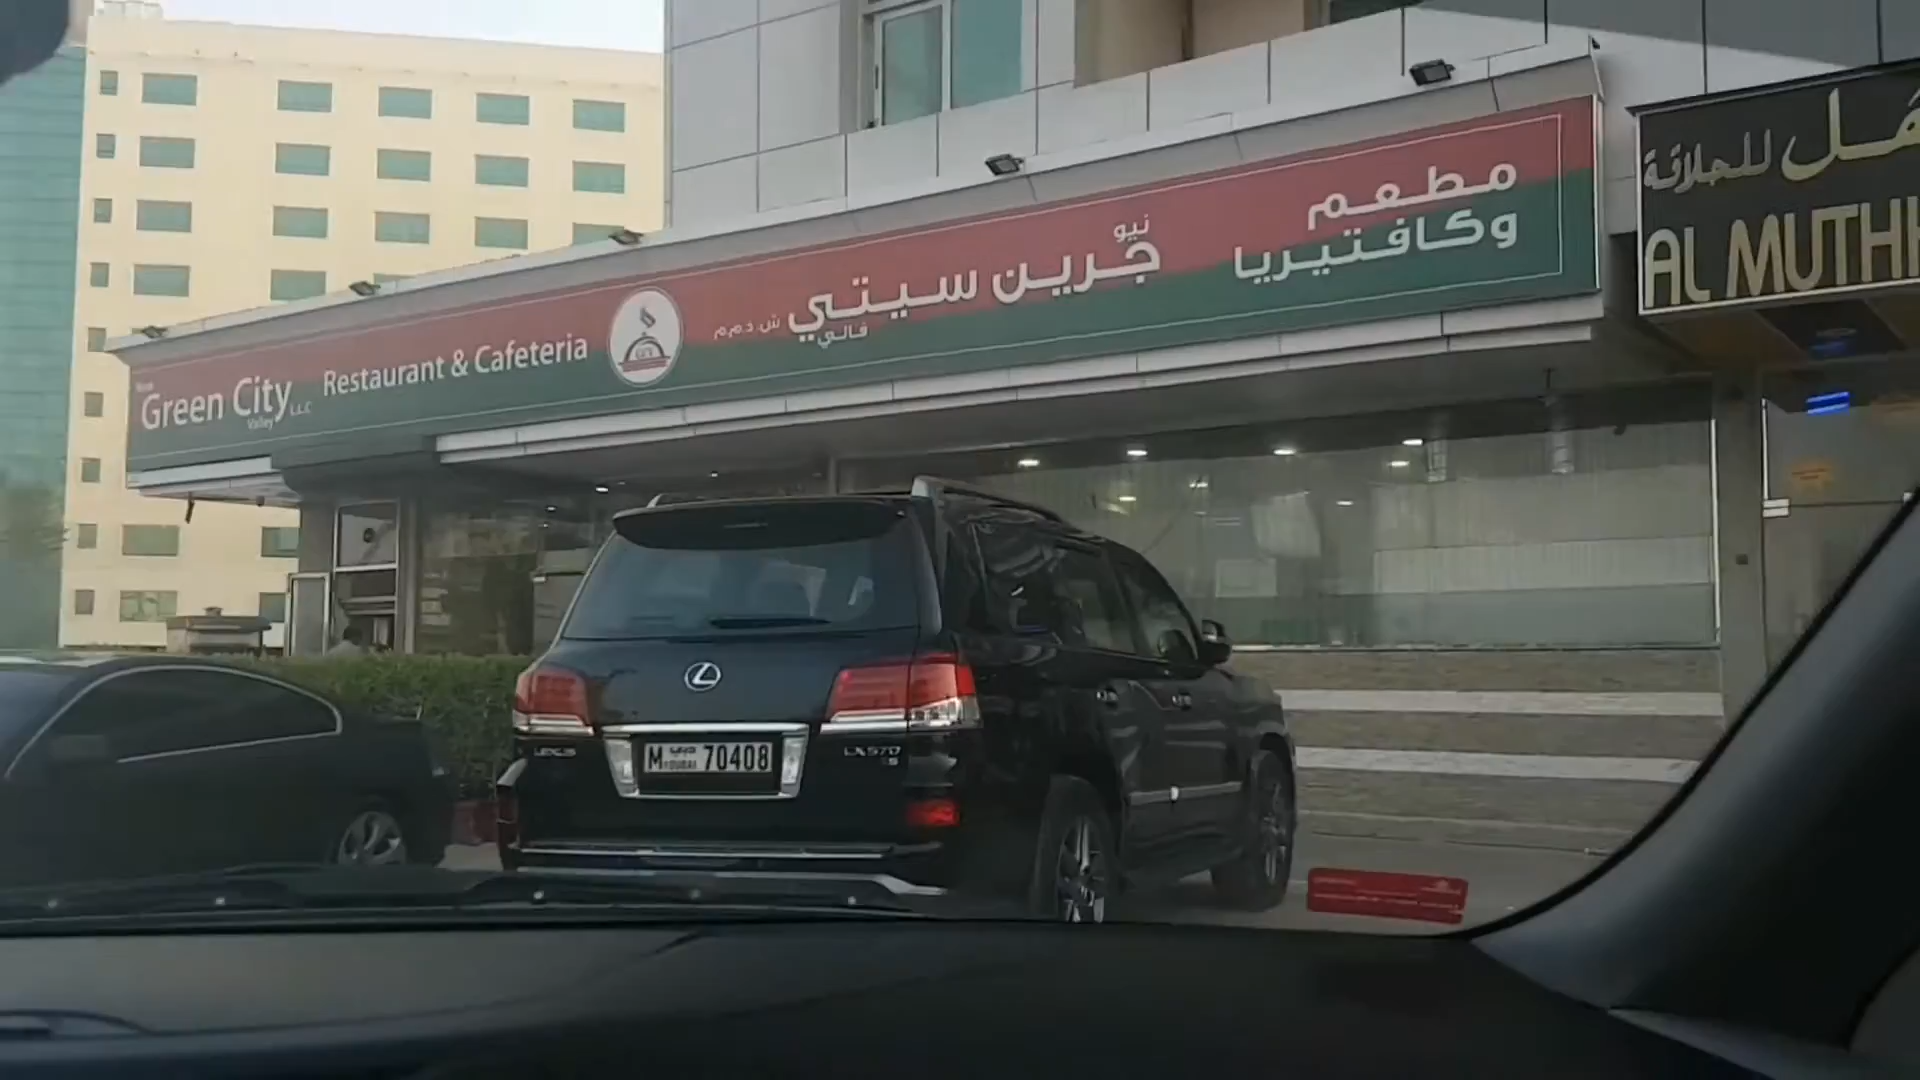 New
Green City
Valley
L.L.C
Restaurant & Cafeteria
مطعم
وكافتيريا
نيو
جرين سيتي
فالي
ش.ذ.م.م
للحلاقة
AL MUTH
LEXUS
LX570
S
M دبي 70408
DUBAI